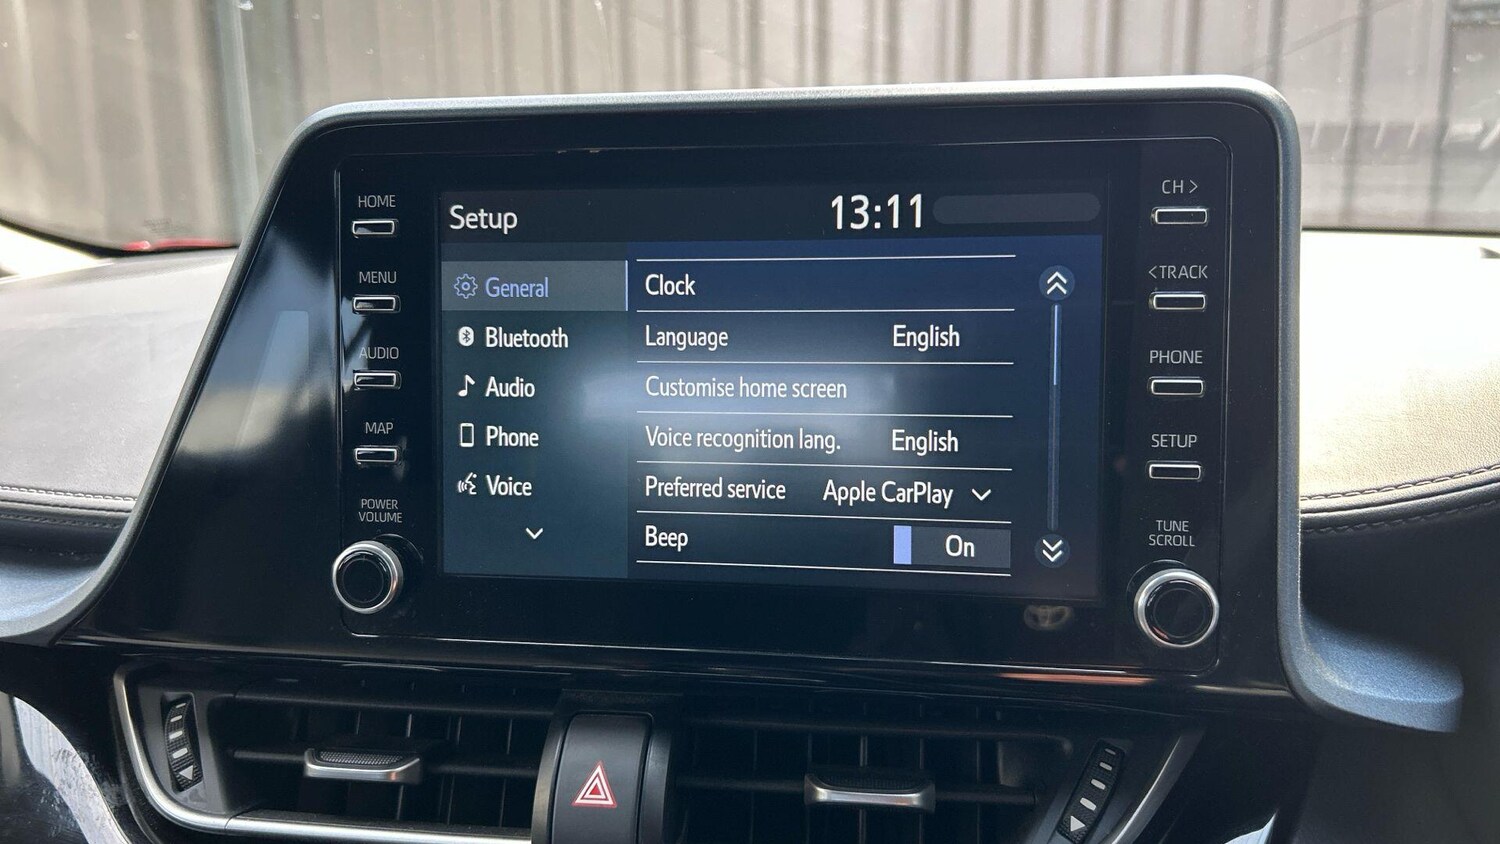 HOME
MENU
AUDIO
MAP
POWER
VOLUME
Setup 13:11
General
Bluetooth
Audio
Phone
Voice
Clock
Language English
Customise home screen
Voice recognition lang. English
Preferred service Apple CarPlay
Beep On
CH >
< TRACK
PHONE
SETUP
TUNE
SCROLL